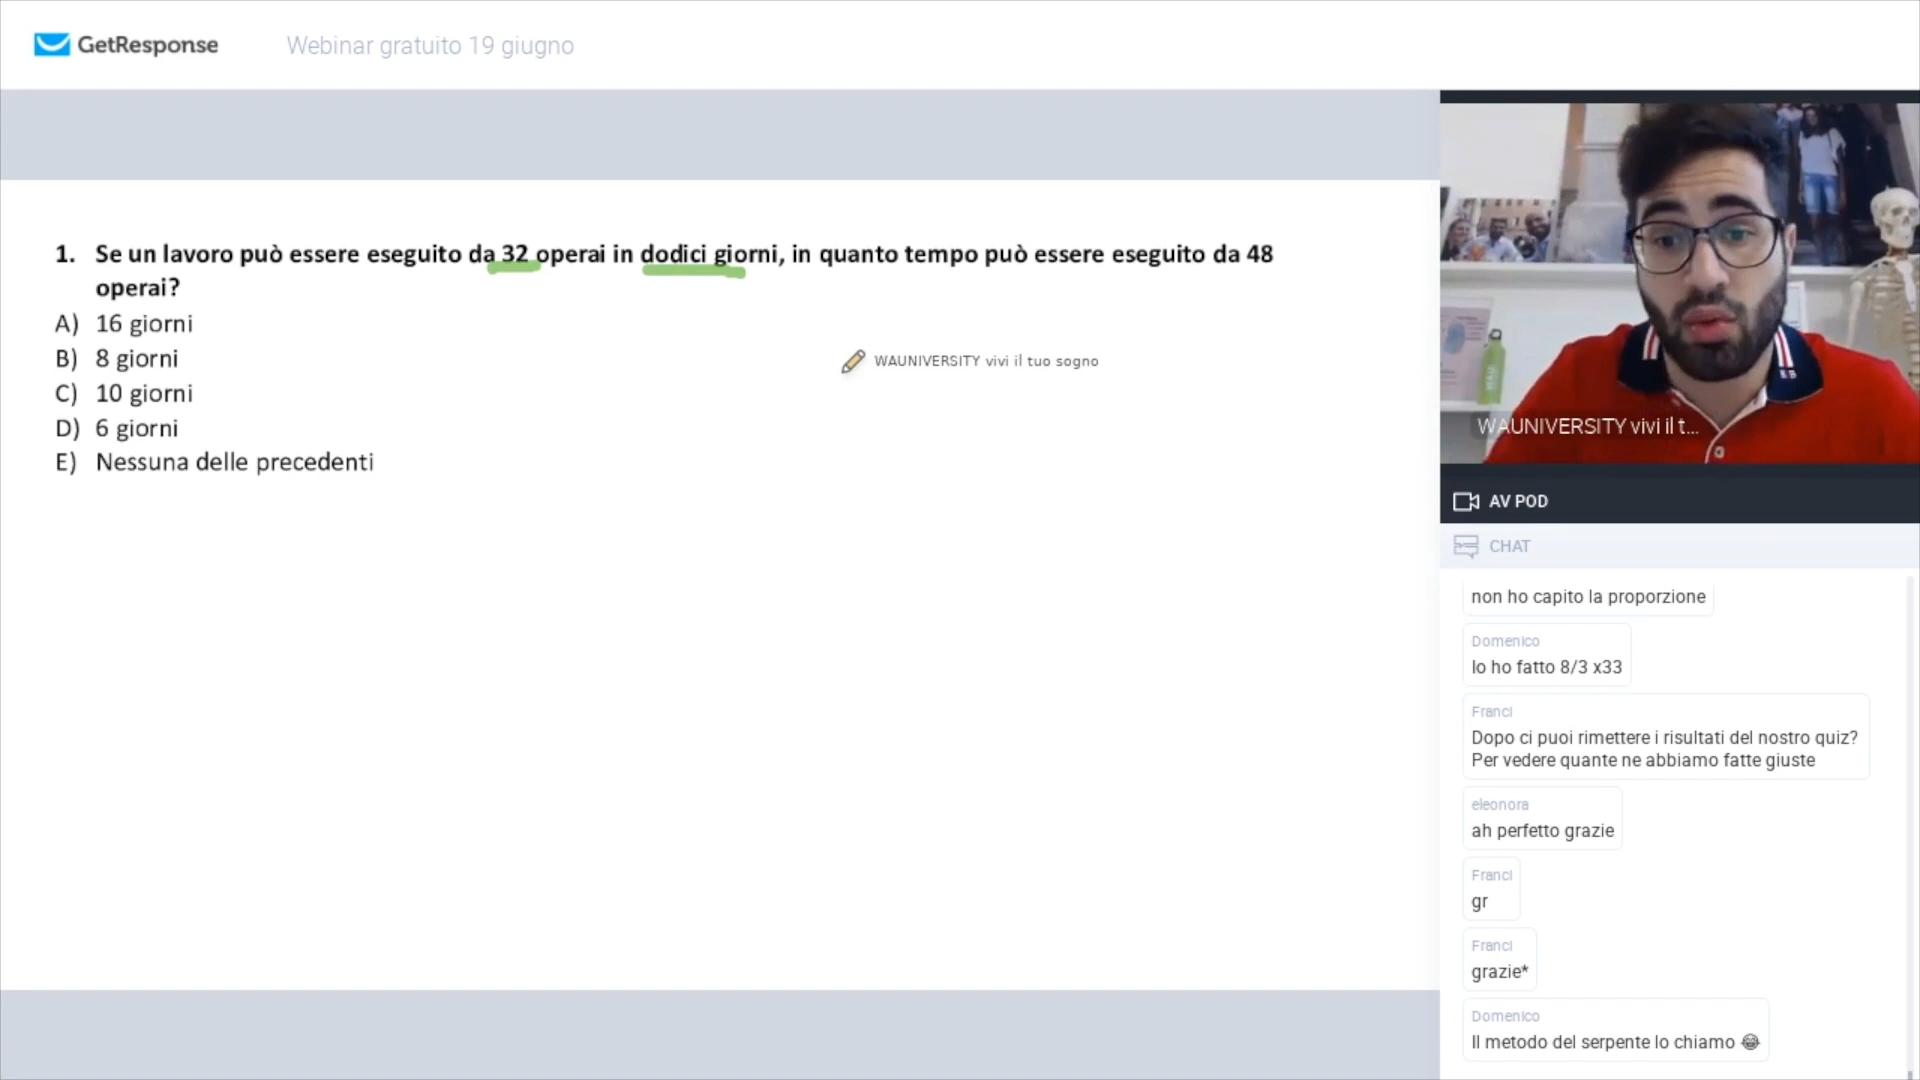 GetResponse
Webinar gratuito 19 giugno
1. Se un lavoro può essere eseguito da 32 operai in dodici giorni, in quanto tempo può essere eseguito da 48
operai?
A) 16 giorni
B) 8 giorni
C) 10 giorni
D) 6 giorni
E) Nessuna delle precedenti
WAUNIVERSITY vivi il tuo sogno
WAUNIVERSITY vivi il t...
AV POD
CHAT
non ho capito la proporzione
Domenico
Io ho fatto 8/3 x33
Franci
Dopo ci puoi rimettere i risultati del nostro quiz?
Per vedere quante ne abbiamo fatte giuste
eleonora
ah perfetto grazie
Franci
gr
Franci
grazie*
Domenico
Il metodo del serpente lo chiamo 😂